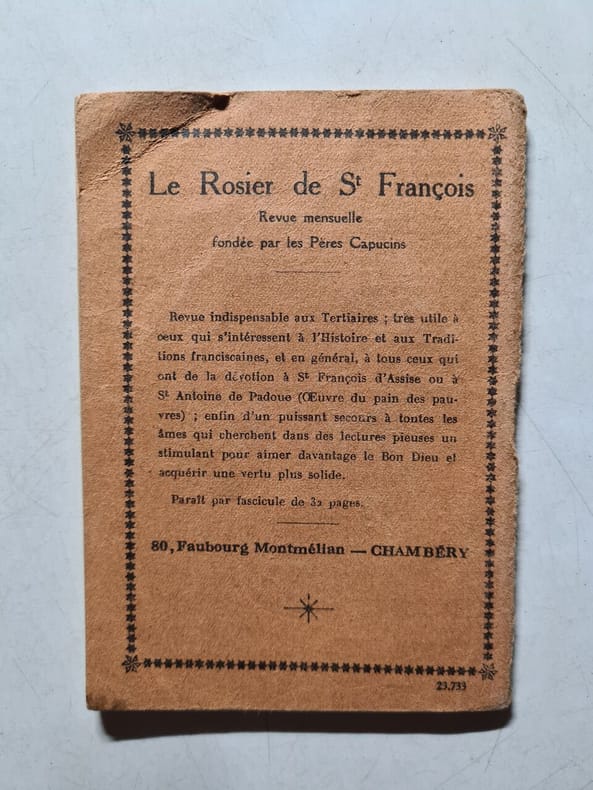 Le Rosier de St François
Revue mensuelle
fondée par les Pères Capucins
Revue indispensable aux Tertiaires ; très utile à
ceux qui s'intéressent à l'Histoire et aux Tradi-
tions franciscaines, et en général, à tous ceux qui
ont de la dévotion à St François d'Assise ou à
St Antoine de Padoue (Œuvre du pain des pau-
vres) ; enfin d'un puissant secours à toutes les
âmes qui cherchent dans des lectures pieuses un
stimulant pour aimer davantage le Bon Dieu et
acquérir une vertu plus solide.
Paraît par fascicule de 32 pages.
80, Faubourg Montmélian — CHAMBÉRY
23,733